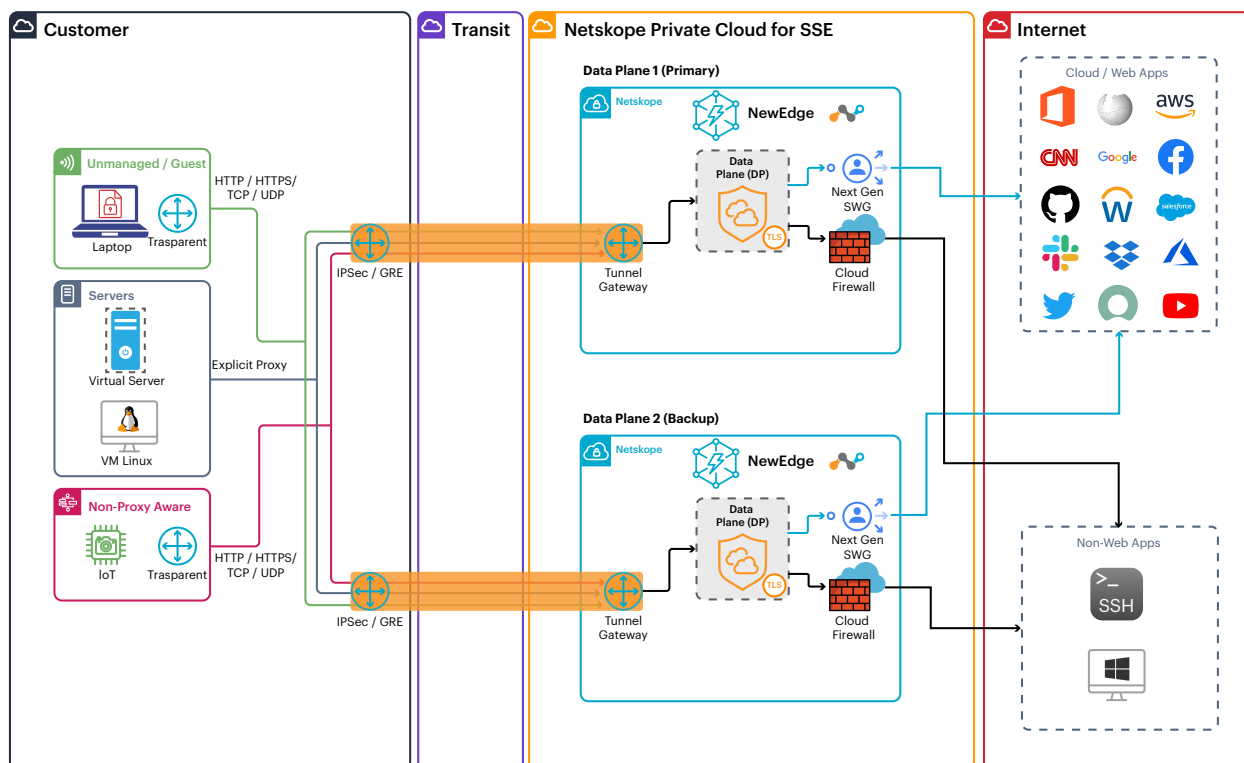 Customer
Transit
Netskope Private Cloud for SSE
Internet
Unmanaged / Guest
Laptop
Trasparent
HTTP / HTTPS/
TCP / UDP
Servers
Virtual Server
VM Linux
Explicit Proxy
Non-Proxy Aware
IoT
Trasparent
HTTP / HTTPS/
TCP / UDP
IPSec / GRE
IPSec / GRE
Data Plane 1 (Primary)
Netskope
NewEdge
Data
Plane (DP)
TLS
Next Gen
SWG
Tunnel
Gateway
Cloud
Firewall
Data Plane 2 (Backup)
Netskope
NewEdge
Data
Plane (DP)
TLS
Next Gen
SWG
Tunnel
Gateway
Cloud
Firewall
Cloud / Web Apps
aws
CNN
Google
salesforce
Non-Web Apps
>_
SSH